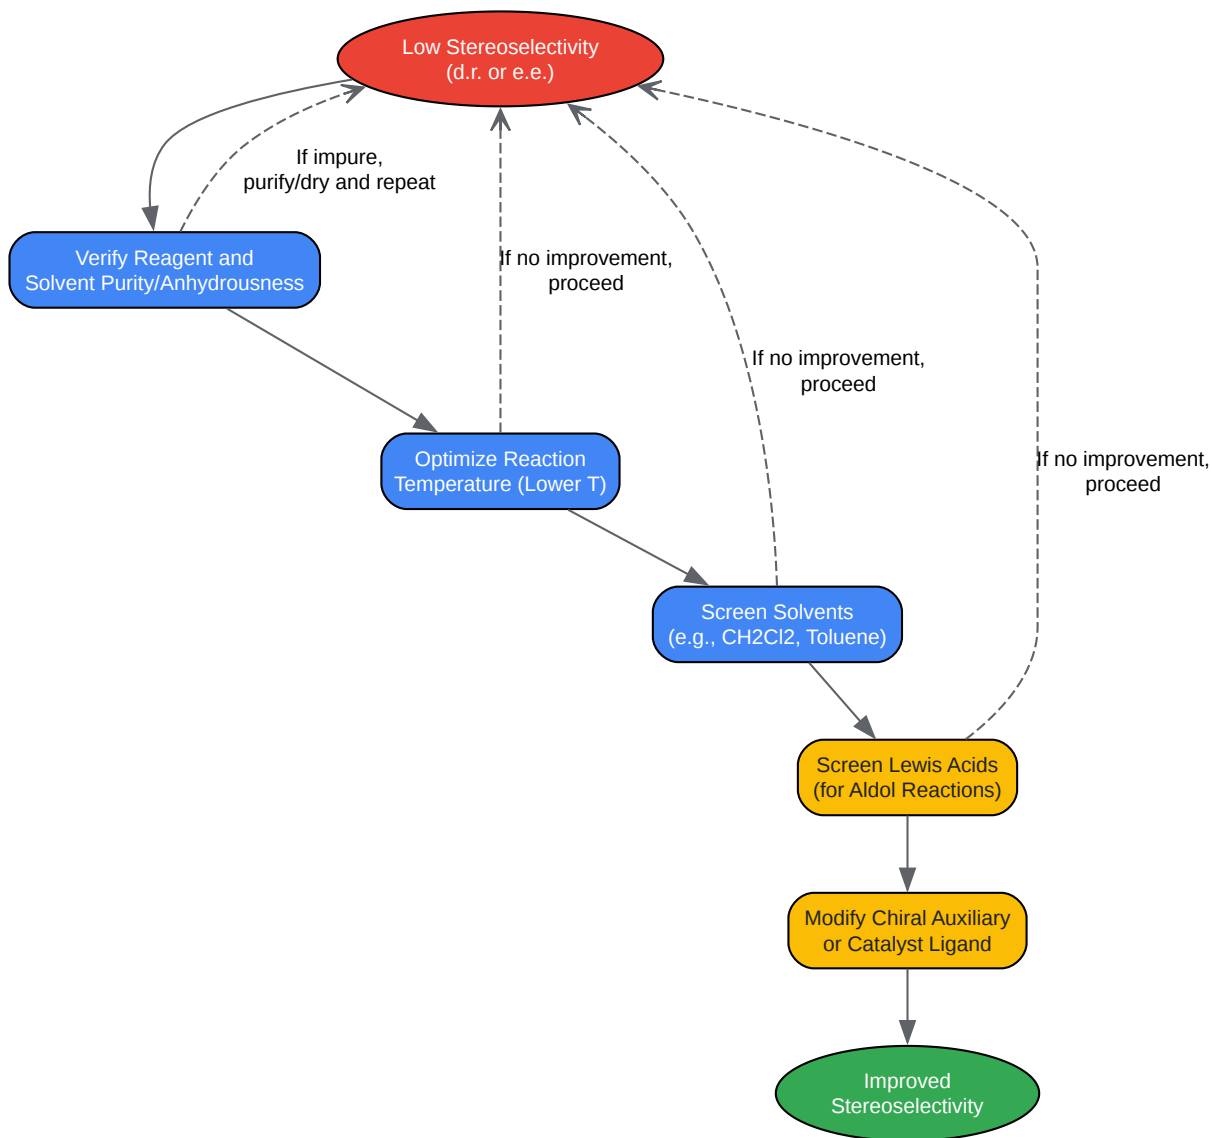 Low Stereoselectivity
(d.r. or e.e.)
If impure,
purify/dry and repeat
Verify Reagent and
Solvent Purity/Anhydrousness
If no improvement,
proceed
If no improvement,
proceed
Optimize Reaction
Temperature (Lower T)
If no improvement,
proceed
Screen Solvents
(e.g., CH2Cl2, Toluene)
Screen Lewis Acids
(for Aldol Reactions)
Modify Chiral Auxiliary
or Catalyst Ligand
Improved
Stereoselectivity